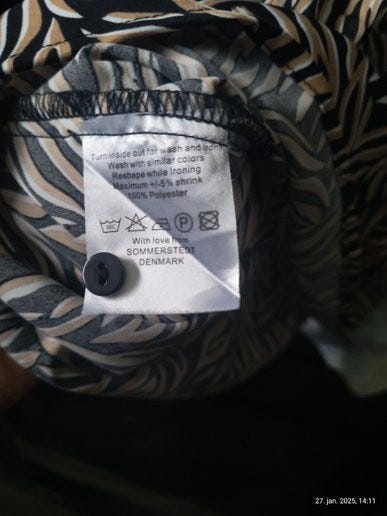 Turn inside out for wash and iron
Wash with similar colors
Reshape while Ironing
Maximum +/-5% shrink
100% Polyester
P
With love from
SOMMERSTEDT
DENMARK
27. jan. 2025, 14:11